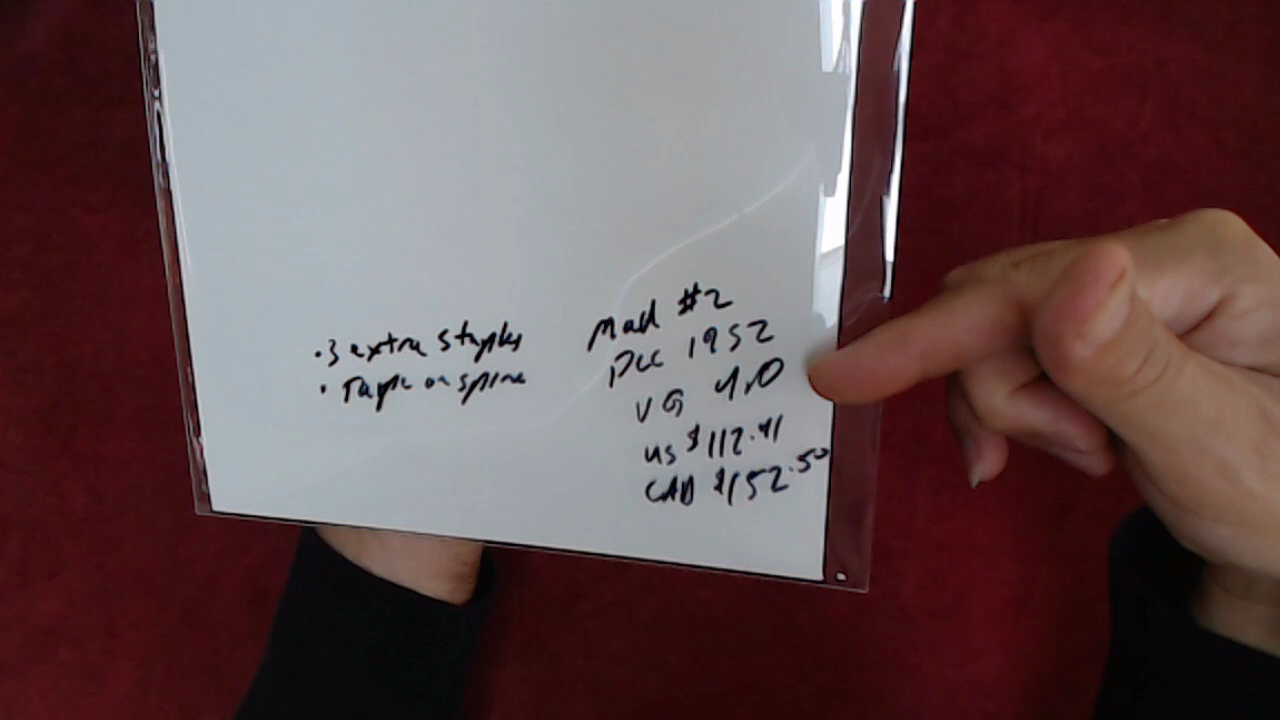 • 3 extra staples
• Tape on spine
Mad #2
Dec 1952
VG 4.0
US $112.41
CAD $152.50